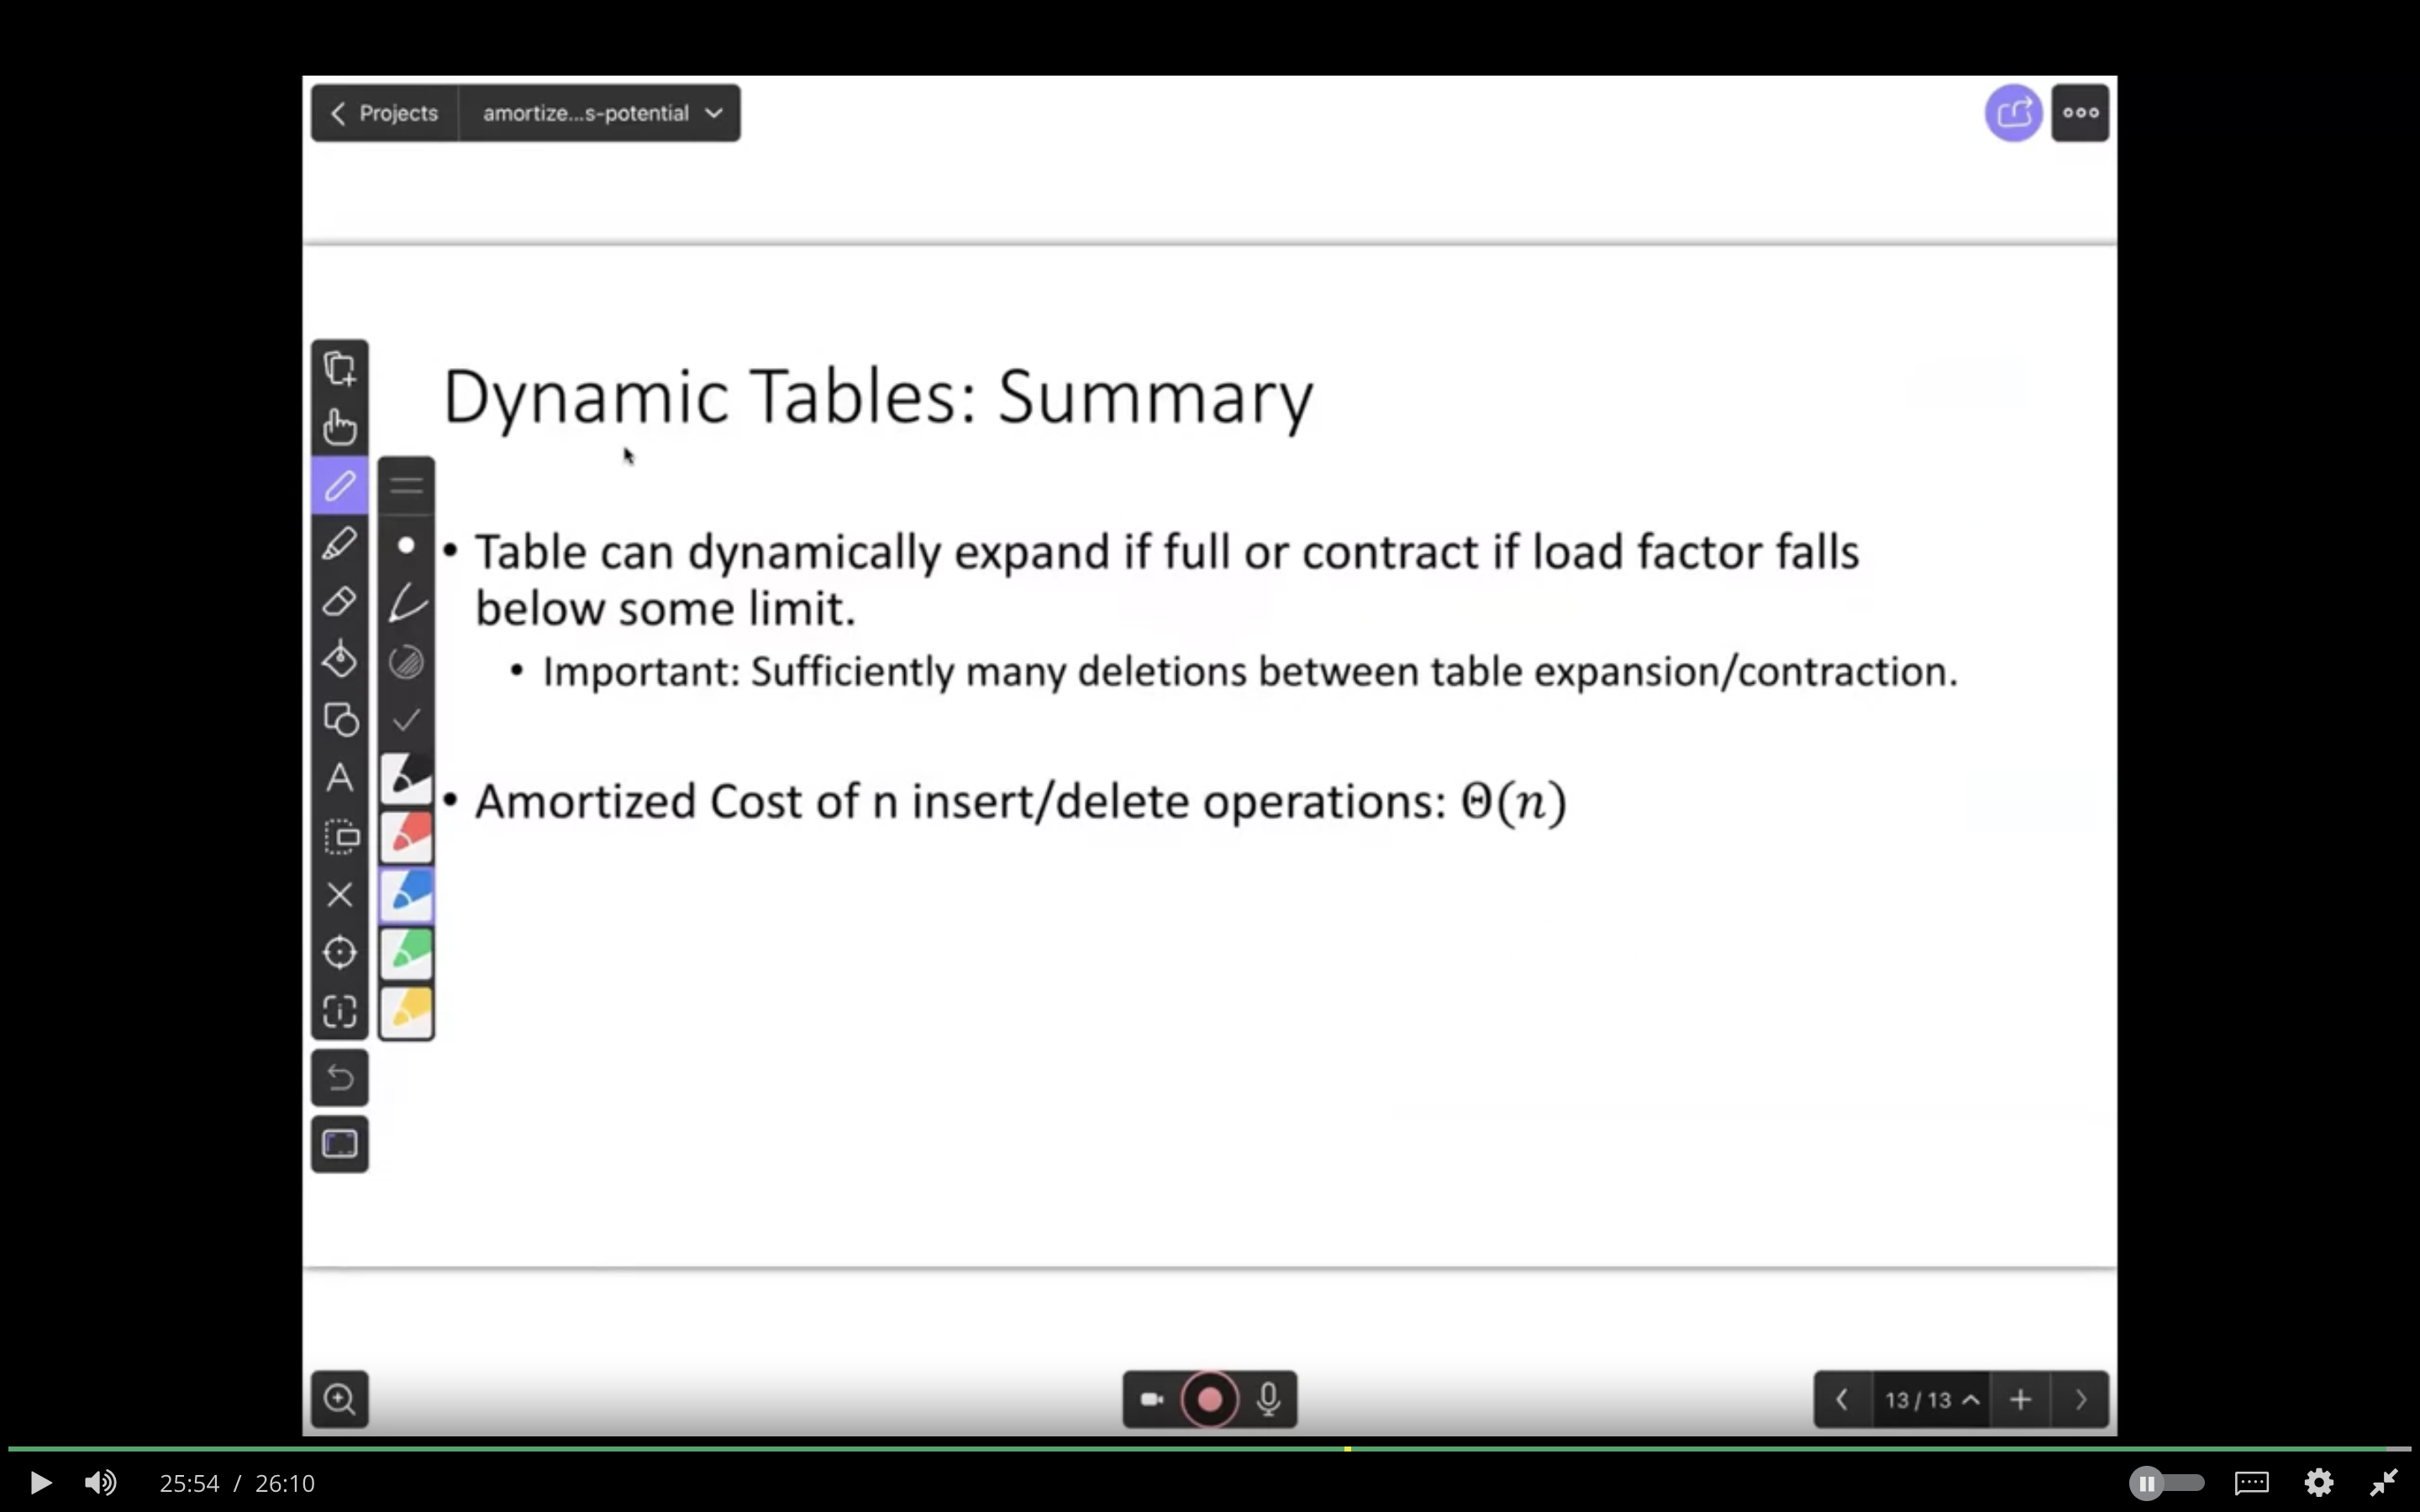 Projects
amortize...s-potential
Dynamic Tables: Summary
• Table can dynamically expand if full or contract if load factor falls
below some limit.
• Important: Sufficiently many deletions between table expansion/contraction.
• Amortized Cost of n insert/delete operations: Θ(n)
13 / 13
25:54 / 26:10